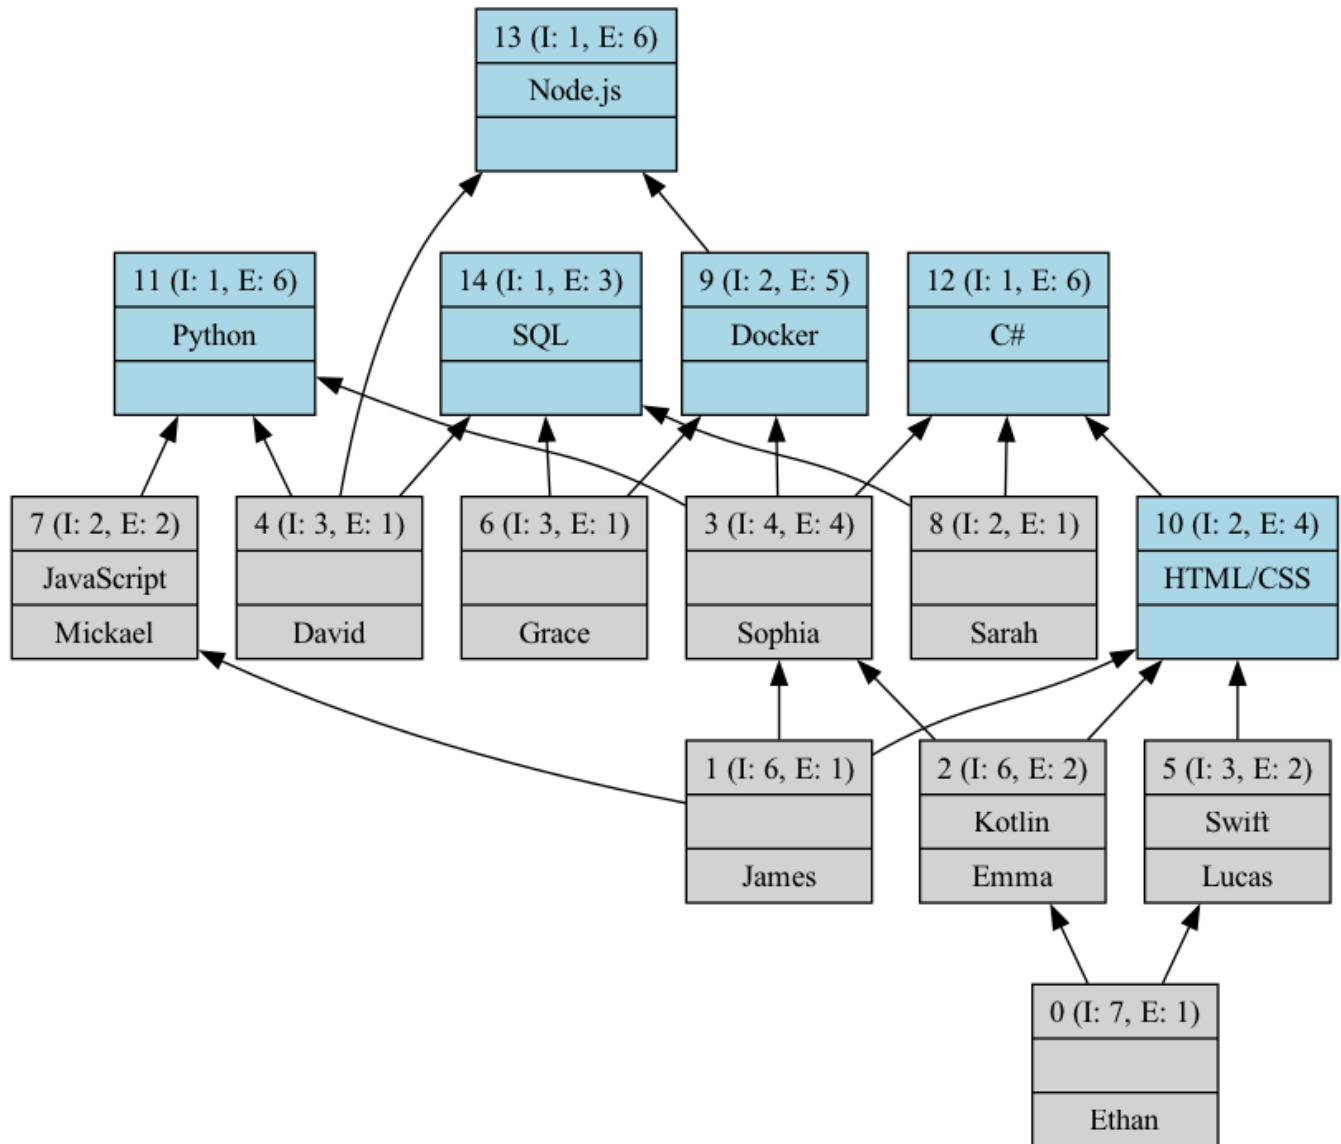 13 (I: 1, E: 6)
Node.js
11 (I: 1, E: 6)
Python
14 (I: 1, E: 3)
SQL
9 (I: 2, E: 5)
Docker
12 (I: 1, E: 6)
C#
7 (I: 2, E: 2)
JavaScript
Mickael
4 (I: 3, E: 1)
David
6 (I: 3, E: 1)
Grace
3 (I: 4, E: 4)
Sophia
8 (I: 2, E: 1)
Sarah
10 (I: 2, E: 4)
HTML/CSS
1 (I: 6, E: 1)
James
2 (I: 6, E: 2)
Kotlin
Emma
5 (I: 3, E: 2)
Swift
Lucas
0 (I: 7, E: 1)
Ethan